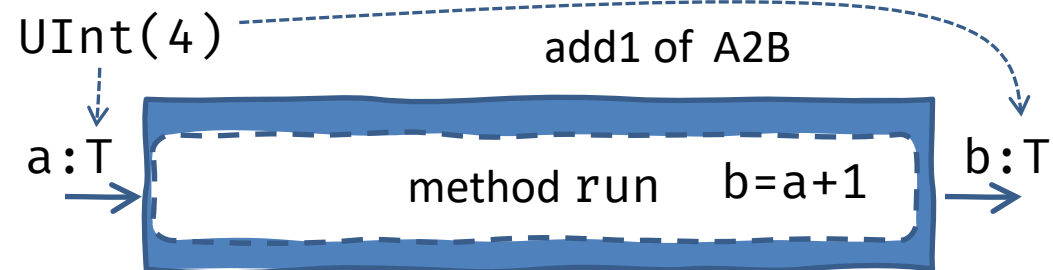 UInt(4)
add1 of A2B
a:T
method run b=a+1
b:T